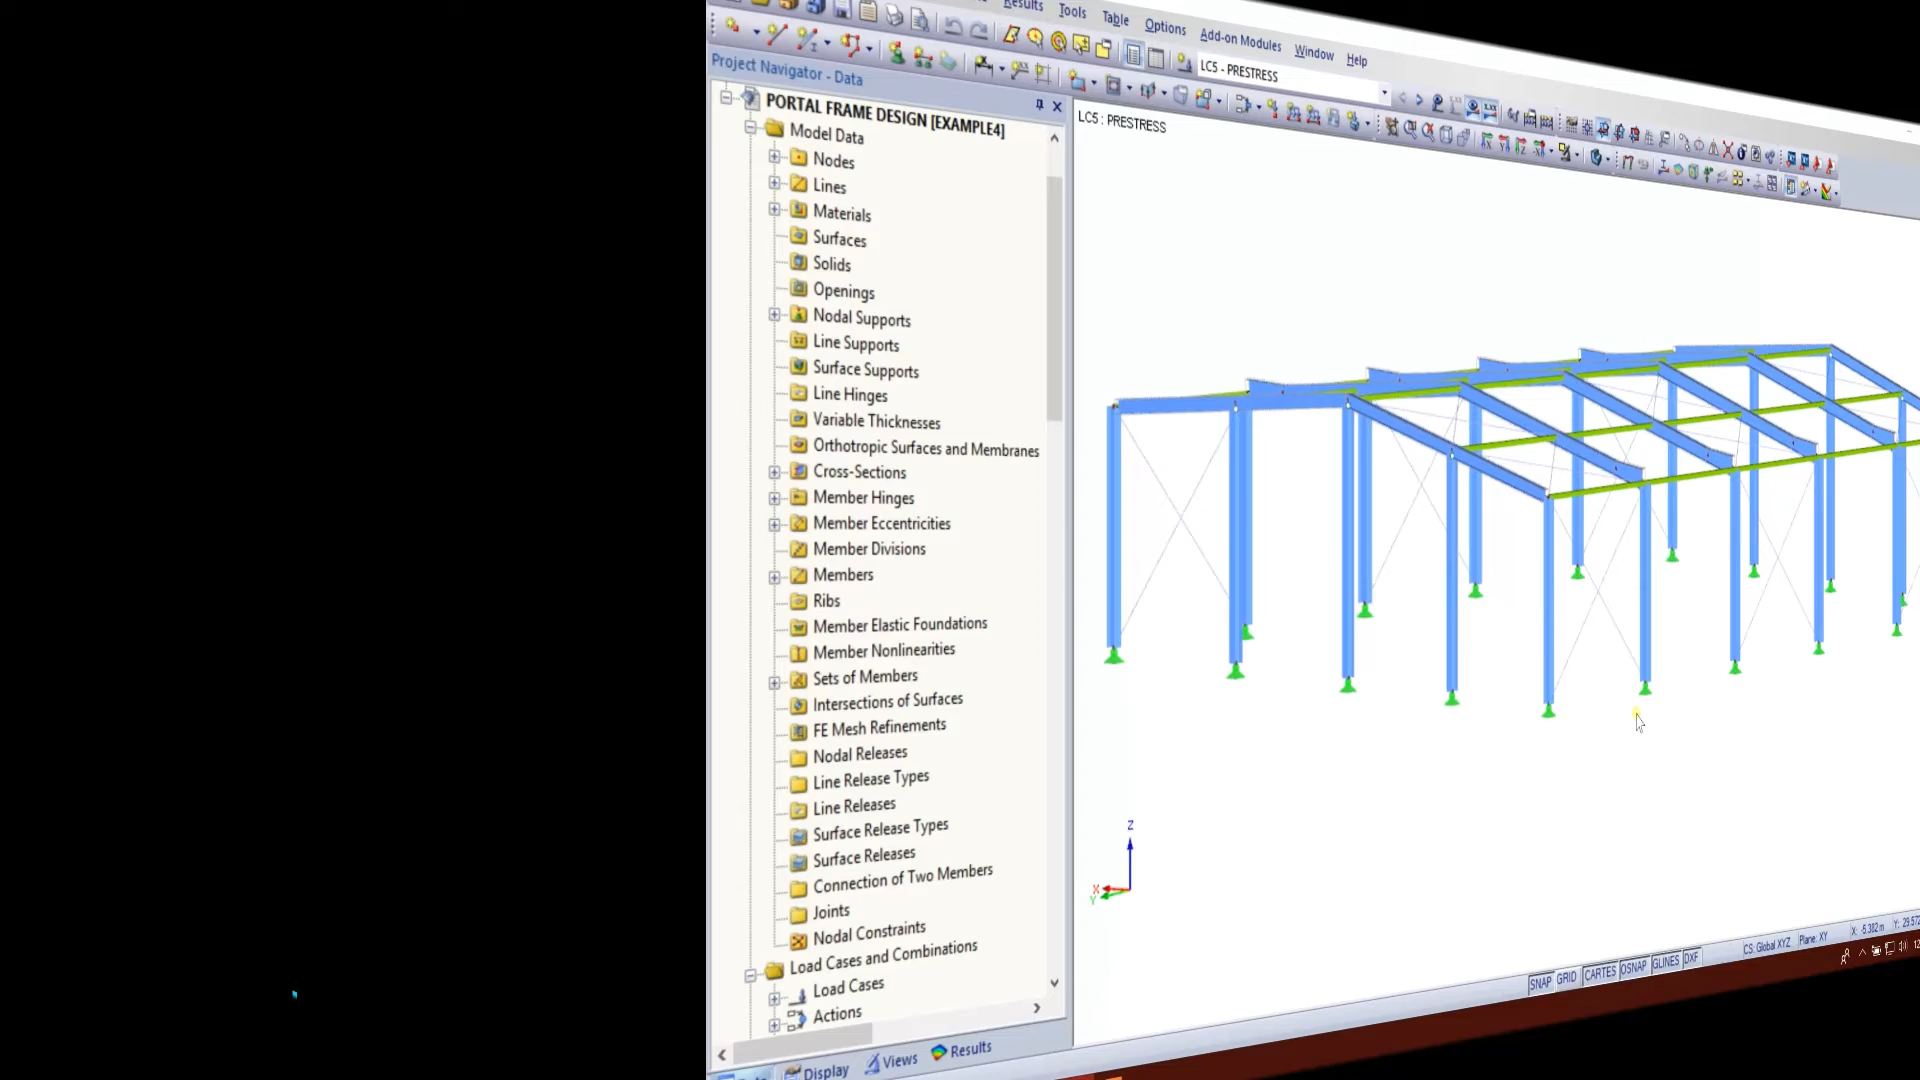 Results Tools Table Options Add-on Modules Window Help
LC5 - PRESTRESS
Project Navigator - Data
PORTAL FRAME DESIGN [EXAMPLE4]
Model Data
Nodes
Lines
Materials
Surfaces
Solids
Openings
Nodal Supports
Line Supports
Surface Supports
Line Hinges
Variable Thicknesses
Orthotropic Surfaces and Membranes
Cross-Sections
Member Hinges
Member Eccentricities
Member Divisions
Members
Ribs
Member Elastic Foundations
Member Nonlinearities
Sets of Members
Intersections of Surfaces
FE Mesh Refinements
Nodal Releases
Line Release Types
Line Releases
Surface Release Types
Surface Releases
Connection of Two Members
Joints
Nodal Constraints
Load Cases and Combinations
Load Cases
Actions
Display Views Results
LC5 : PRESTRESS
Z
X
Y
SNAP GRID CARTES OSNAP GLINES DXF
CS: Global XYZ Plane: XY X: -5.382 m Y: 29.572